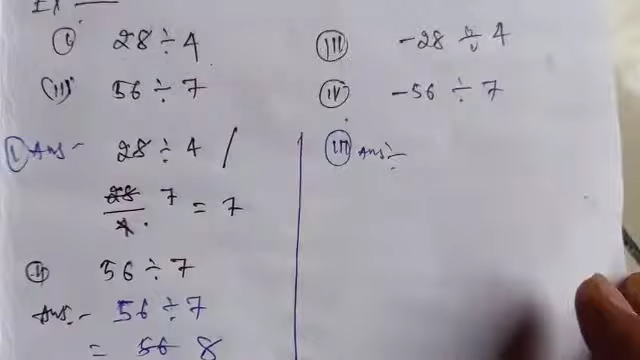 Ex
(i) 28 ÷ 4
(ii) 56 ÷ 7
(iii) -28 ÷ 4
(iv) -56 ÷ 7
(i) Ans:- 28 ÷ 4 /
28/4 7 = 7
(ii) 56 ÷ 7
Ans:- 56 ÷ 7
= 56 8
(iii) Ans:-